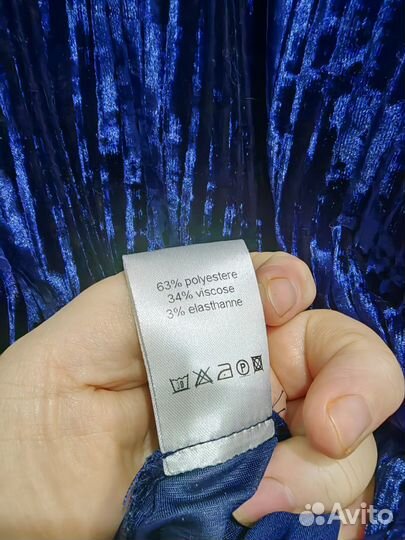 63% polyestere
34% viscose
3% elasthanne
Avito